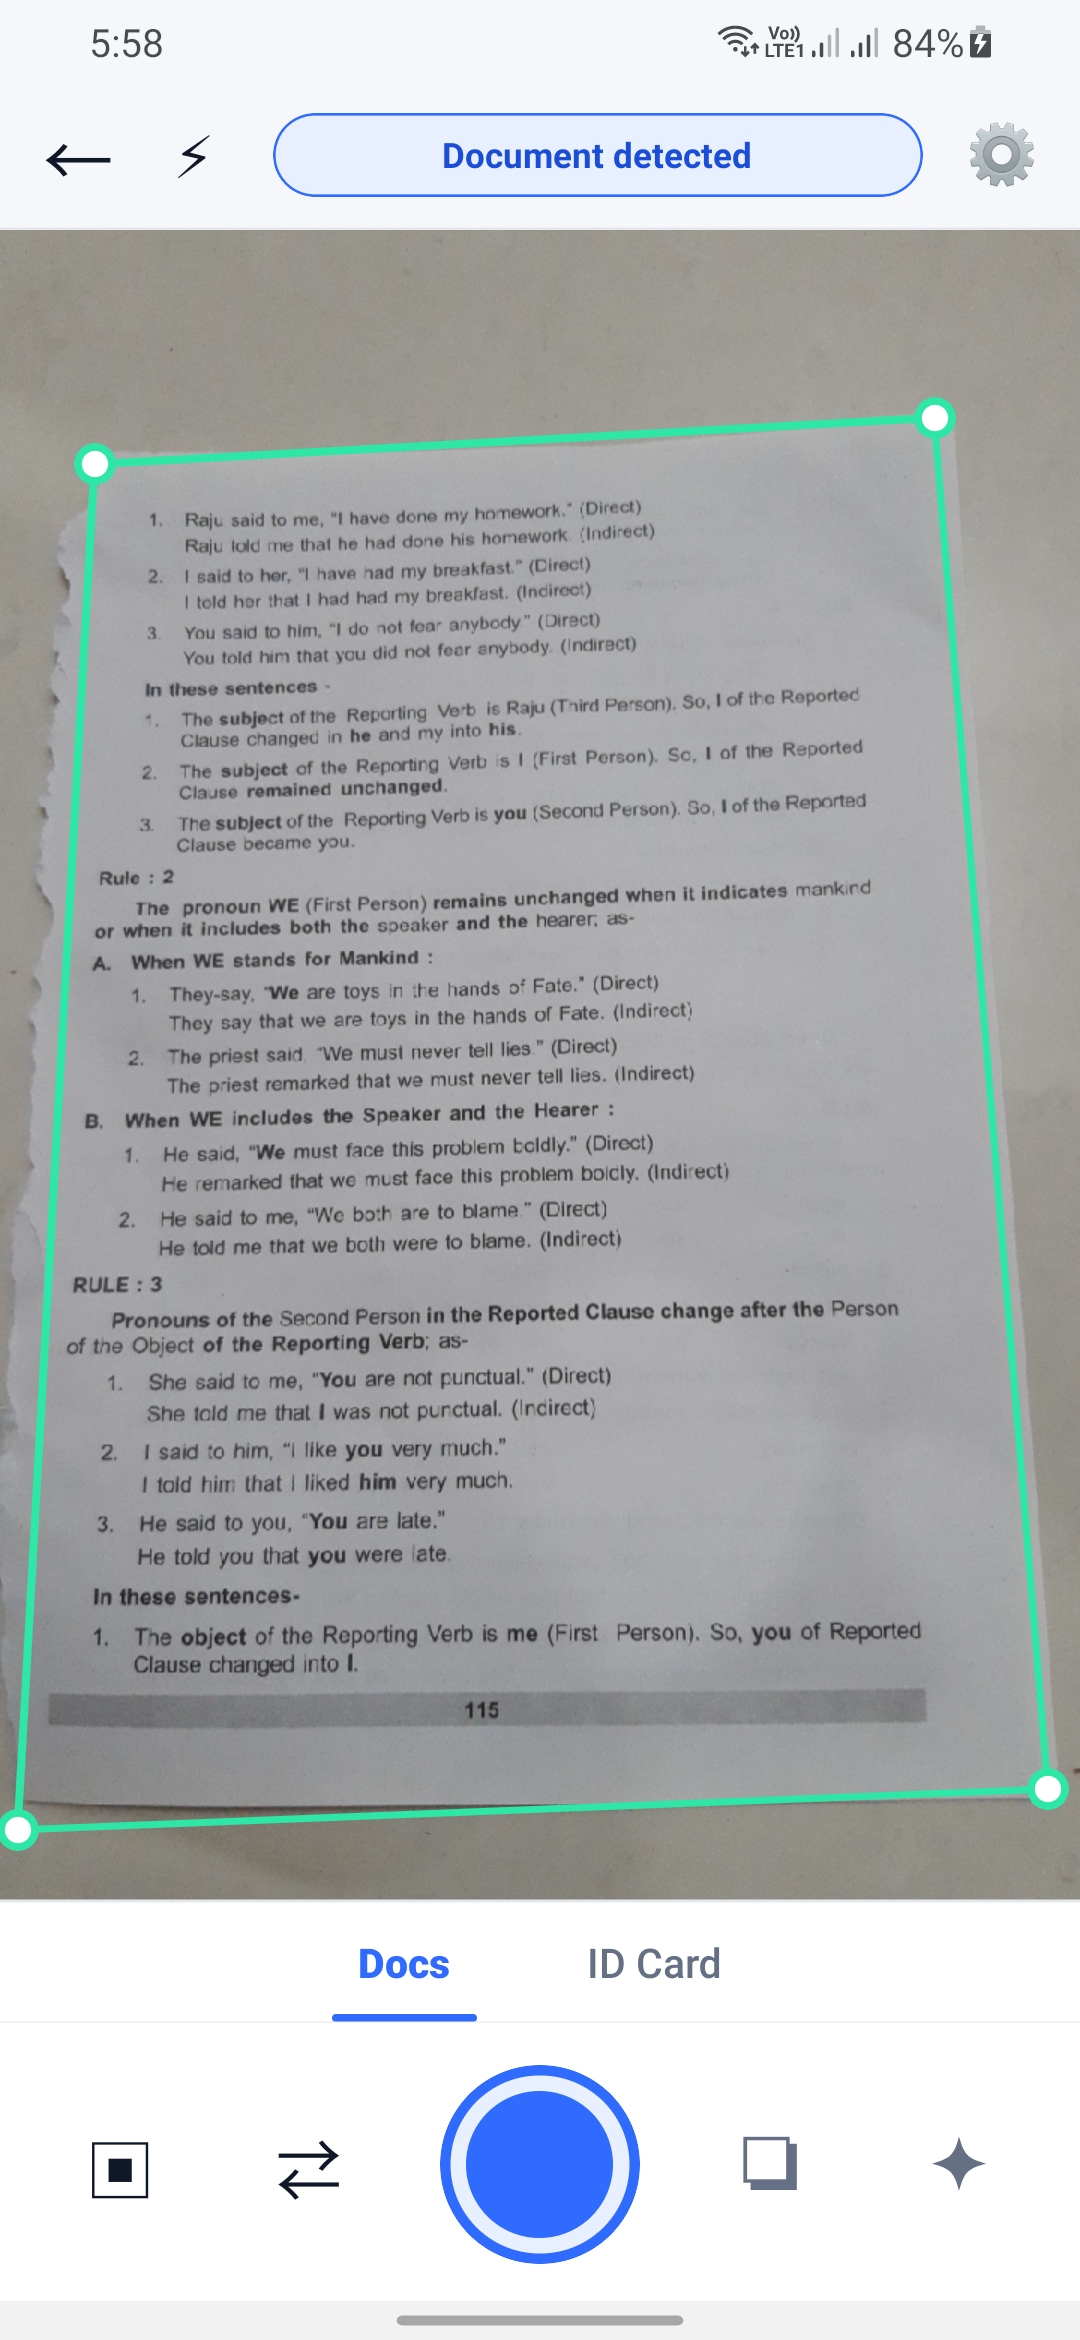 5:58
Vo)) LTE1 84%
Document detected
1. Raju said to me, "I have done my homework." (Direct)
Raju told me that he had done his homework. (Indirect)
2. I said to her, "I have had my breakfast." (Direct)
I told her that I had had my breakfast. (Indirect)
3. You said to him, "I do not fear anybody." (Direct)
You told him that you did not fear anybody. (Indirect)
In these sentences -
1. The subject of the Reporting Verb is Raju (Third Person). So, I of the Reported
Clause changed in he and my into his.
2. The subject of the Reporting Verb is I (First Person). So, I of the Reported
Clause remained unchanged.
3. The subject of the Reporting Verb is you (Second Person). So, I of the Reported
Clause became you.
Rule : 2
The pronoun WE (First Person) remains unchanged when it indicates mankind
or when it includes both the speaker and the hearer; as-
A. When WE stands for Mankind :
1. They-say, "We are toys in the hands of Fate." (Direct)
They say that we are toys in the hands of Fate. (Indirect)
2. The priest said, "We must never tell lies." (Direct)
The priest remarked that we must never tell lies. (Indirect)
B. When WE includes the Speaker and the Hearer :
1. He said, "We must face this problem boldly." (Direct)
He remarked that we must face this problem boldly. (Indirect)
2. He said to me, "We both are to blame." (Direct)
He told me that we both were to blame. (Indirect)
RULE : 3
Pronouns of the Second Person in the Reported Clause change after the Person
of the Object of the Reporting Verb; as-
1. She said to me, "You are not punctual." (Direct)
She told me that I was not punctual. (Indirect)
2. I said to him, "I like you very much."
I told him that I liked him very much.
3. He said to you, "You are late."
He told you that you were late.
In these sentences-
1. The object of the Reporting Verb is me (First Person). So, you of Reported
Clause changed into I.
115
Docs ID Card